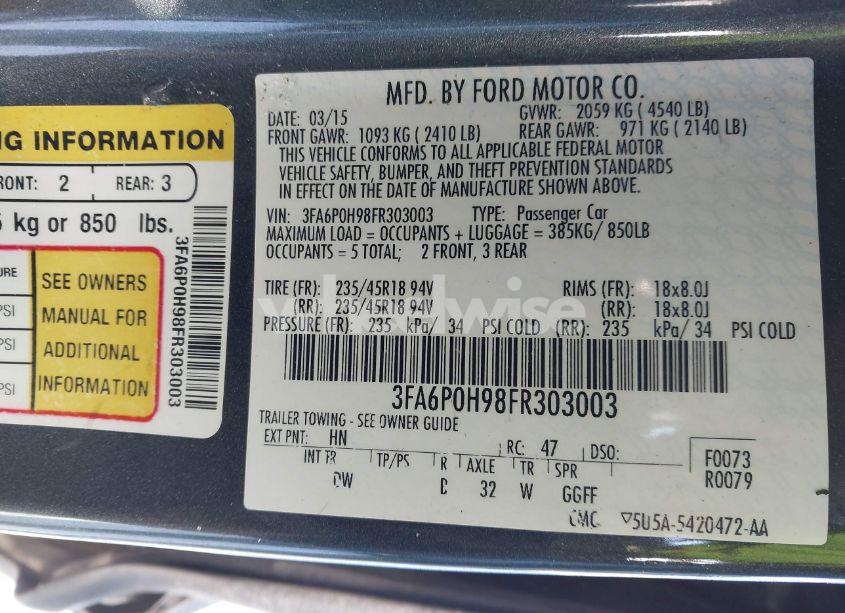 NG INFORMATION
FRONT: 2 REAR: 3
5 kg or 850 lbs.
SEE OWNERS
MANUAL FOR
ADDITIONAL
INFORMATION
PSI
PSI
PSI
3FA6P0H98FR303003
MFD. BY FORD MOTOR CO.
DATE: 03/15 GVWR: 2059 KG ( 4540 LB)
FRONT GAWR: 1093 KG ( 2410 LB) REAR GAWR: 971 KG ( 2140 LB)
THIS VEHICLE CONFORMS TO ALL APPLICABLE FEDERAL MOTOR
VEHICLE SAFETY, BUMPER, AND THEFT PREVENTION STANDARDS
IN EFFECT ON THE DATE OF MANUFACTURE SHOWN ABOVE.
VIN: 3FA6P0H98FR303003 TYPE: Passenger Car
MAXIMUM LOAD = OCCUPANTS + LUGGAGE = 385KG/ 850LB
OCCUPANTS = 5 TOTAL; 2 FRONT, 3 REAR
TIRE (FR): 235/45R18 94V RIMS (FR): 18x8.0J
(RR): 235/45R18 94V (RR): 18x8.0J
PRESSURE (FR): 235 kPa/ 34 PSI COLD (RR): 235 kPa/ 34 PSI COLD
3FA6P0H98FR303003
TRAILER TOWING - SEE OWNER GUIDE
EXT PNT: HN RC: 47 DSO: F0073
INT FR TP/PS R AXLE TR SPR R0079
DW 32 W GGFF
▽5U5A-5420472-AA